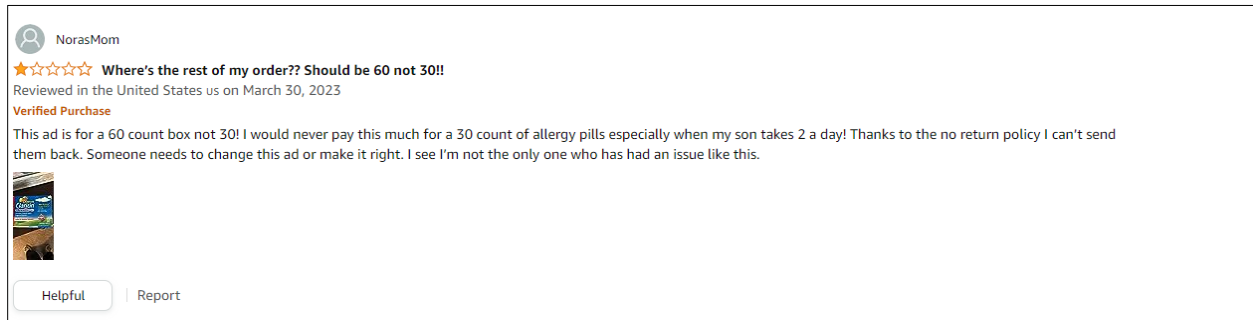 NorasMom
Where's the rest of my order?? Should be 60 not 30!!
Reviewed in the United States us on March 30, 2023
Verified Purchase
This ad is for a 60 count box not 30! I would never pay this much for a 30 count of allergy pills especially when my son takes 2 a day! Thanks to the no return policy I can't send
them back. Someone needs to change this ad or make it right. I see I'm not the only one who has had an issue like this.
Claritin
Helpful
Report